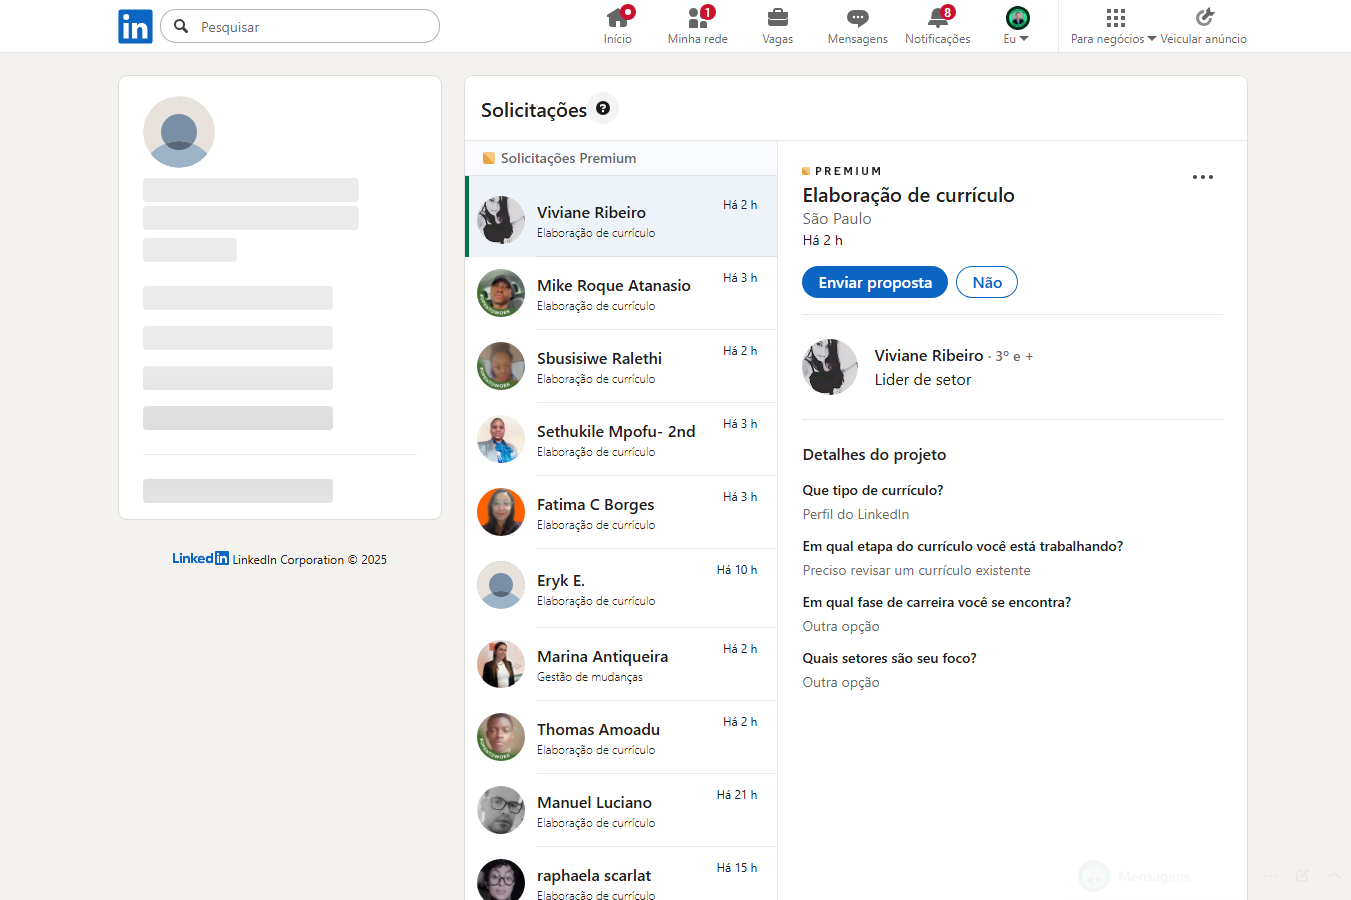 in
Pesquisar
Início
1
Minha rede
Vagas
Mensagens
8
Notificações
Eu
Para negócios
Veicular anúncio
Linked in LinkedIn Corporation © 2025
Solicitações ?
Solicitações Premium
Viviane Ribeiro
Há 2 h
Elaboração de currículo
Mike Roque Atanasio
Há 3 h
Elaboração de currículo
Sbusisiwe Ralethi
Há 2 h
Elaboração de currículo
Sethukile Mpofu- 2nd
Há 3 h
Elaboração de currículo
Fatima C Borges
Há 3 h
Elaboração de currículo
Eryk E.
Há 10 h
Elaboração de currículo
Marina Antiqueira
Há 2 h
Gestão de mudanças
Thomas Amoadu
Há 2 h
Elaboração de currículo
Manuel Luciano
Há 21 h
Elaboração de currículo
raphaela scarlat
Há 15 h
Elaboração de currículo
PREMIUM
Elaboração de currículo
São Paulo
Há 2 h
Enviar proposta
Não
Viviane Ribeiro · 3º e +
Lider de setor
Detalhes do projeto
Que tipo de currículo?
Perfil do LinkedIn
Em qual etapa do currículo você está trabalhando?
Preciso revisar um currículo existente
Em qual fase de carreira você se encontra?
Outra opção
Quais setores são seu foco?
Outra opção
Mensagens